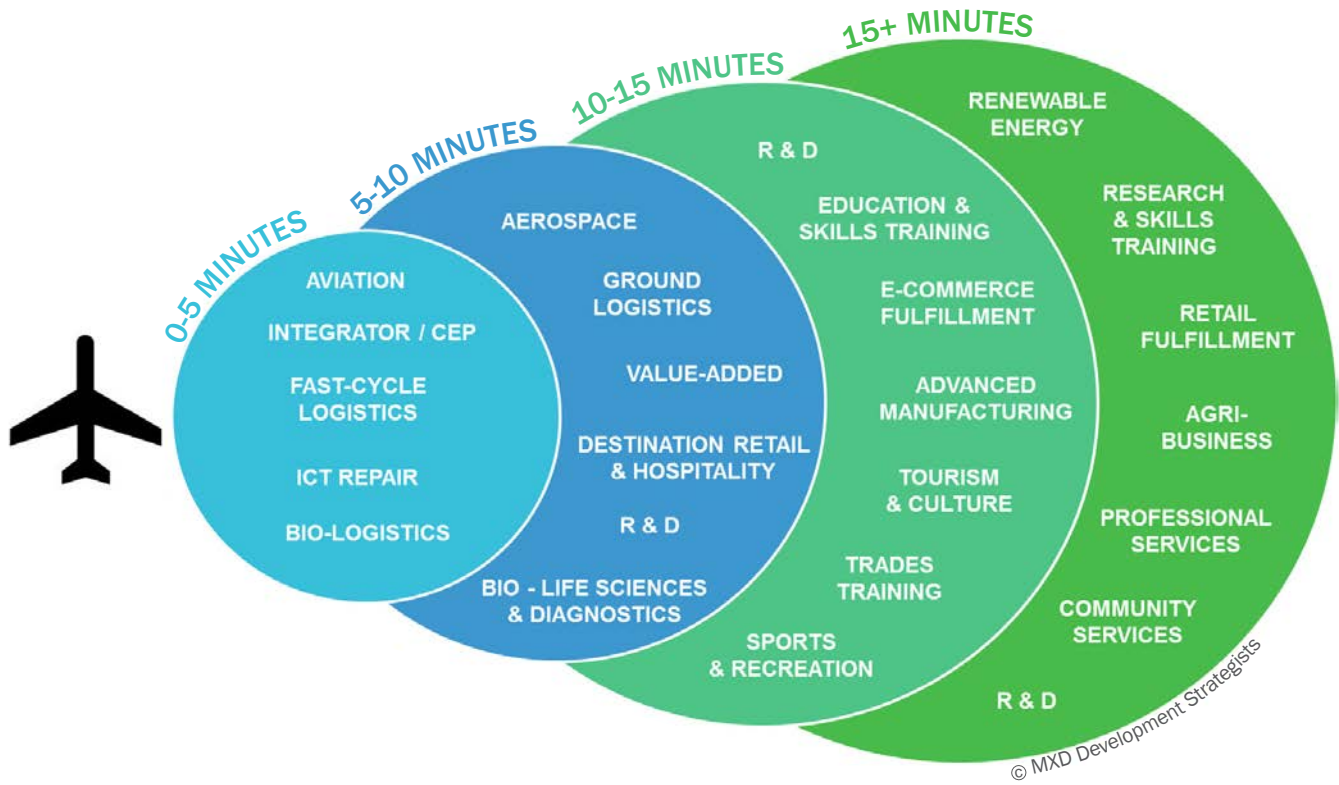 0-5 MINUTES
AVIATION
INTEGRATOR / CEP
FAST-CYCLE
LOGISTICS
ICT REPAIR
BIO-LOGISTICS
5-10 MINUTES
AEROSPACE
GROUND
LOGISTICS
VALUE-ADDED
DESTINATION RETAIL
& HOSPITALITY
R & D
BIO - LIFE SCIENCES
& DIAGNOSTICS
10-15 MINUTES
R & D
EDUCATION &
SKILLS TRAINING
E-COMMERCE
FULFILLMENT
ADVANCED
MANUFACTURING
TOURISM
& CULTURE
TRADES
TRAINING
SPORTS
& RECREATION
15+ MINUTES
RENEWABLE
ENERGY
RESEARCH
& SKILLS
TRAINING
RETAIL
FULFILLMENT
AGRI-
BUSINESS
PROFESSIONAL
SERVICES
COMMUNITY
SERVICES
R & D
© MXD Development Strategists